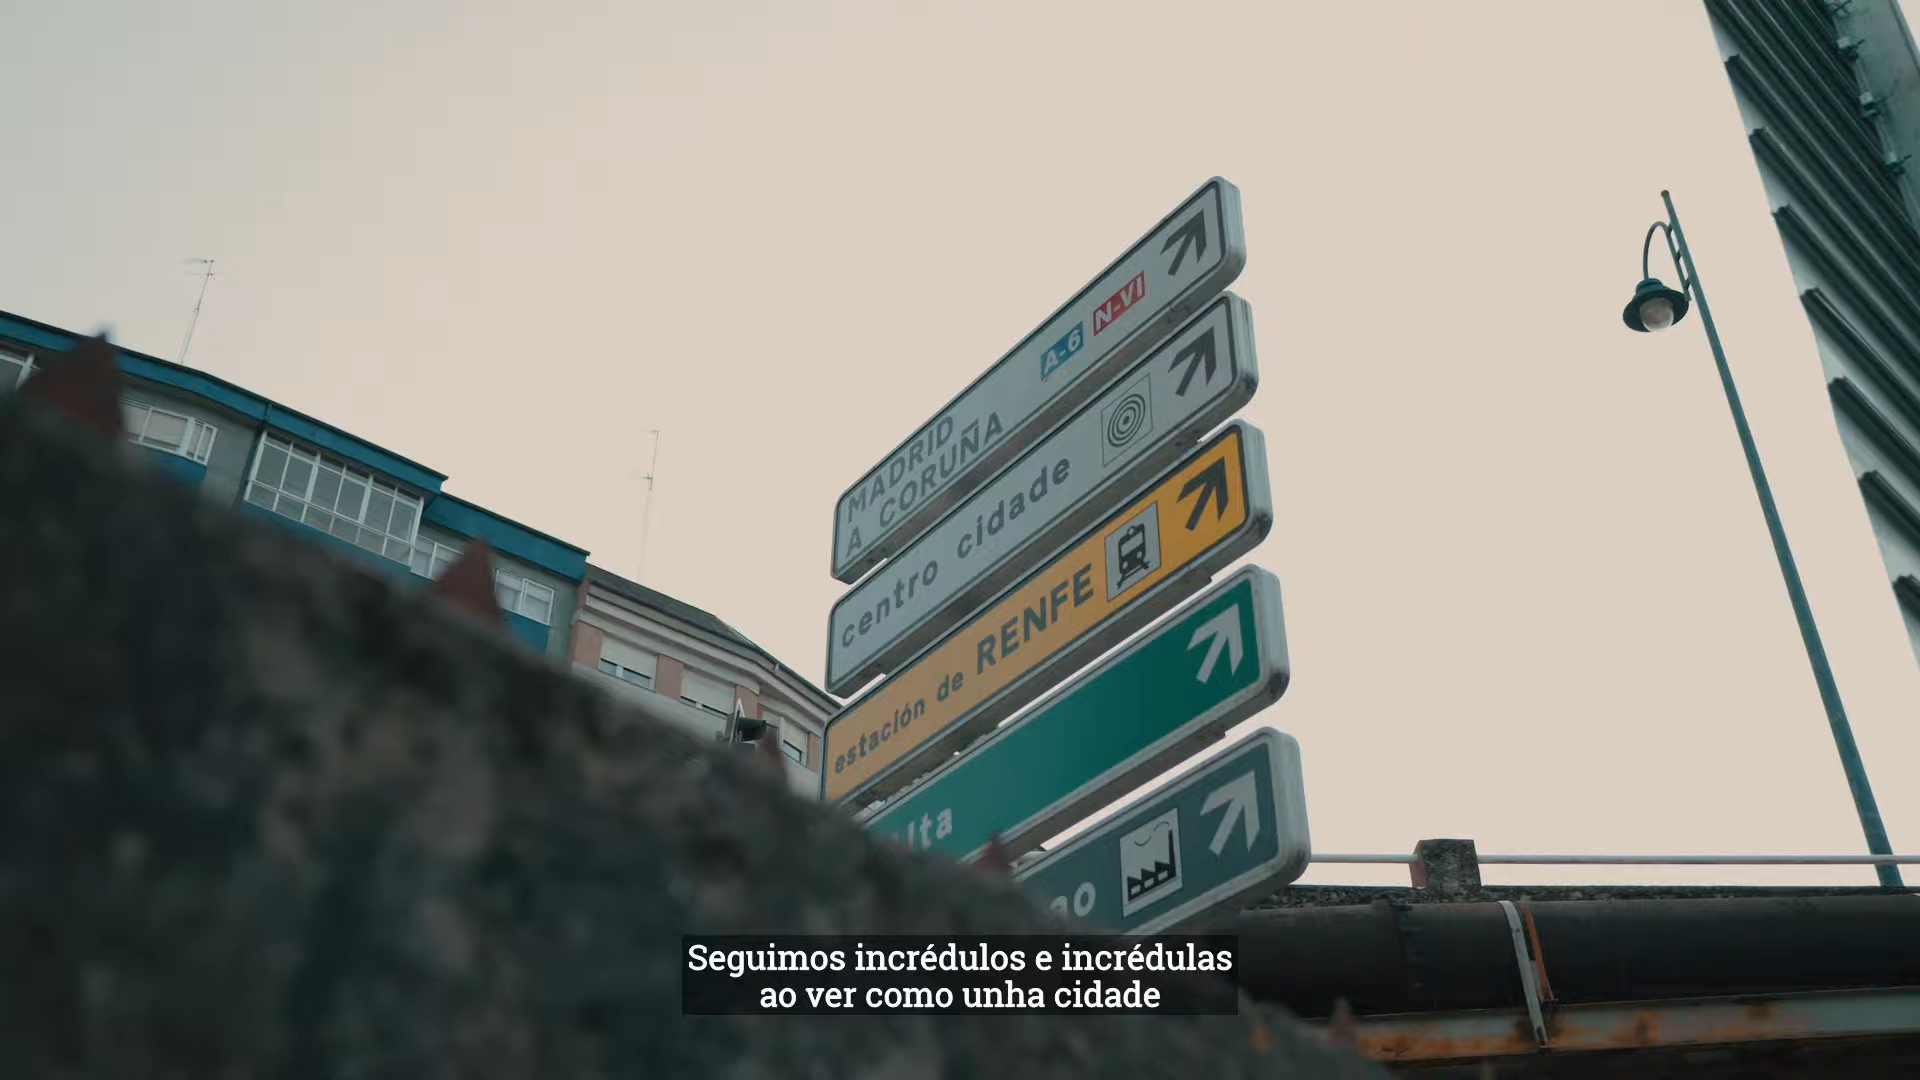 MADRID
A CORUÑA
A-6 N-VI
centro cidade
estación de RENFE
Seguimos incrédulos e incrédulas
ao ver como unha cidade